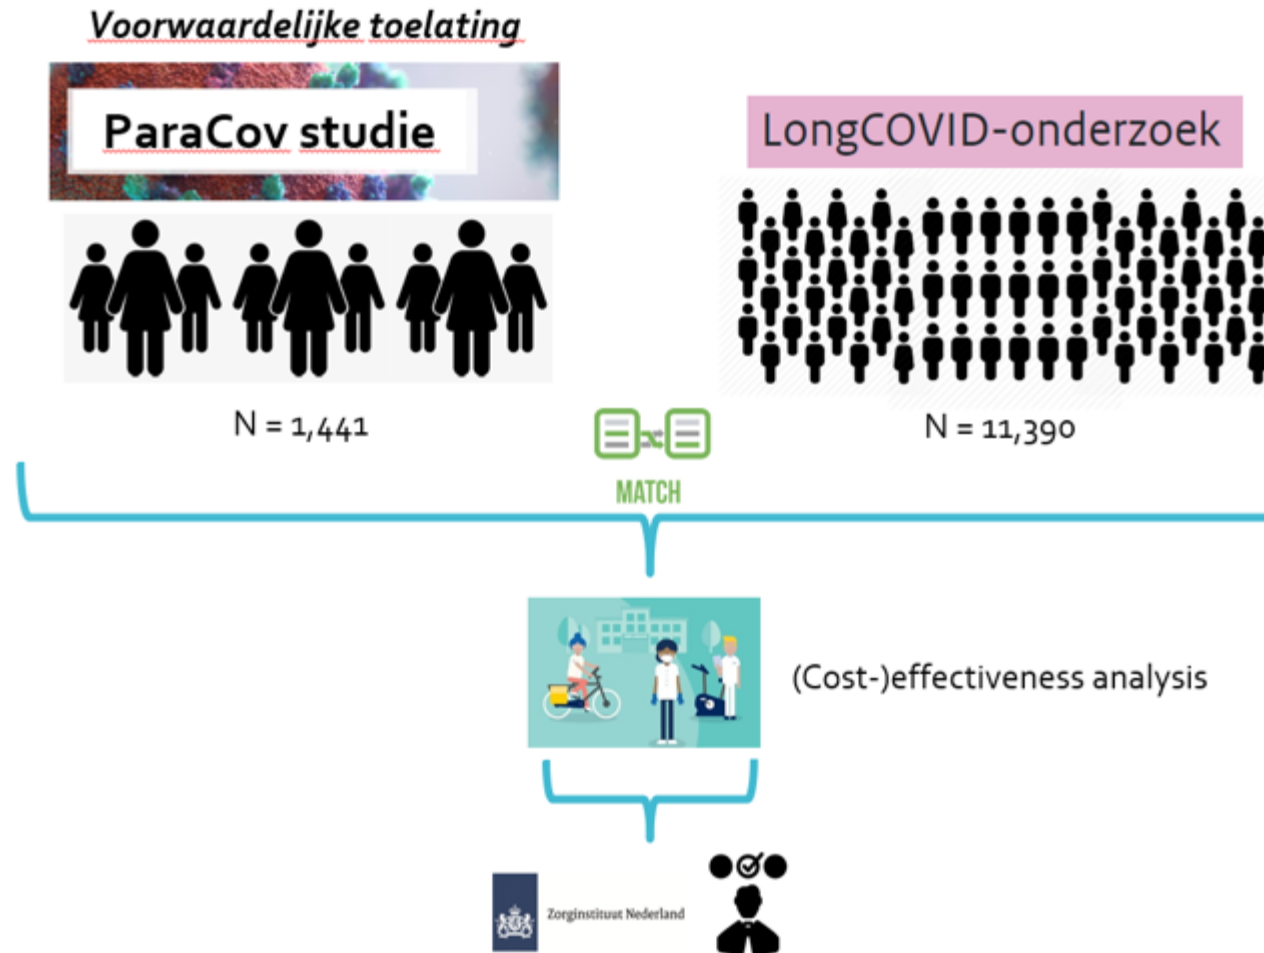 Voorwaardelijke toelating
ParaCov studie
LongCOVID-onderzoek
N = 1,441
N = 11,390
MATCH
(Cost-)effectiveness analysis
Zorginstituut Nederland